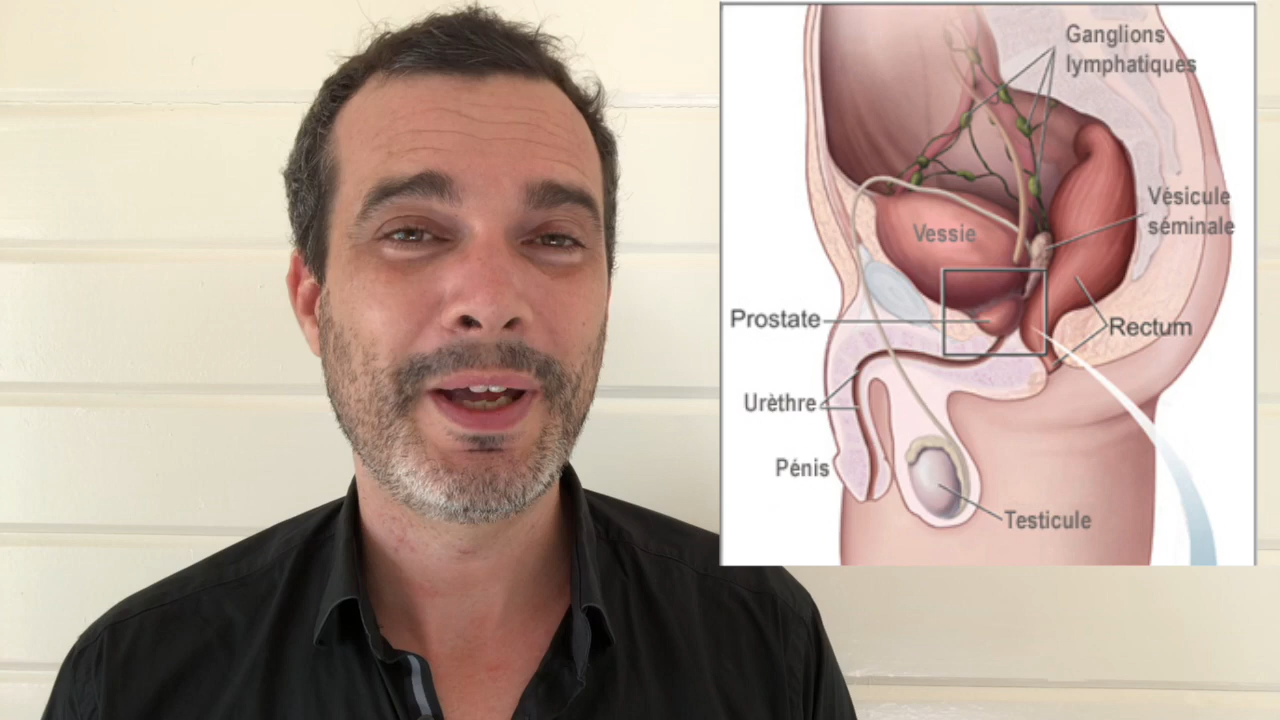 Ganglions
lymphatiques
Vésicule
séminale
Vessie
Prostate
Rectum
Urèthre
Pénis
Testicule